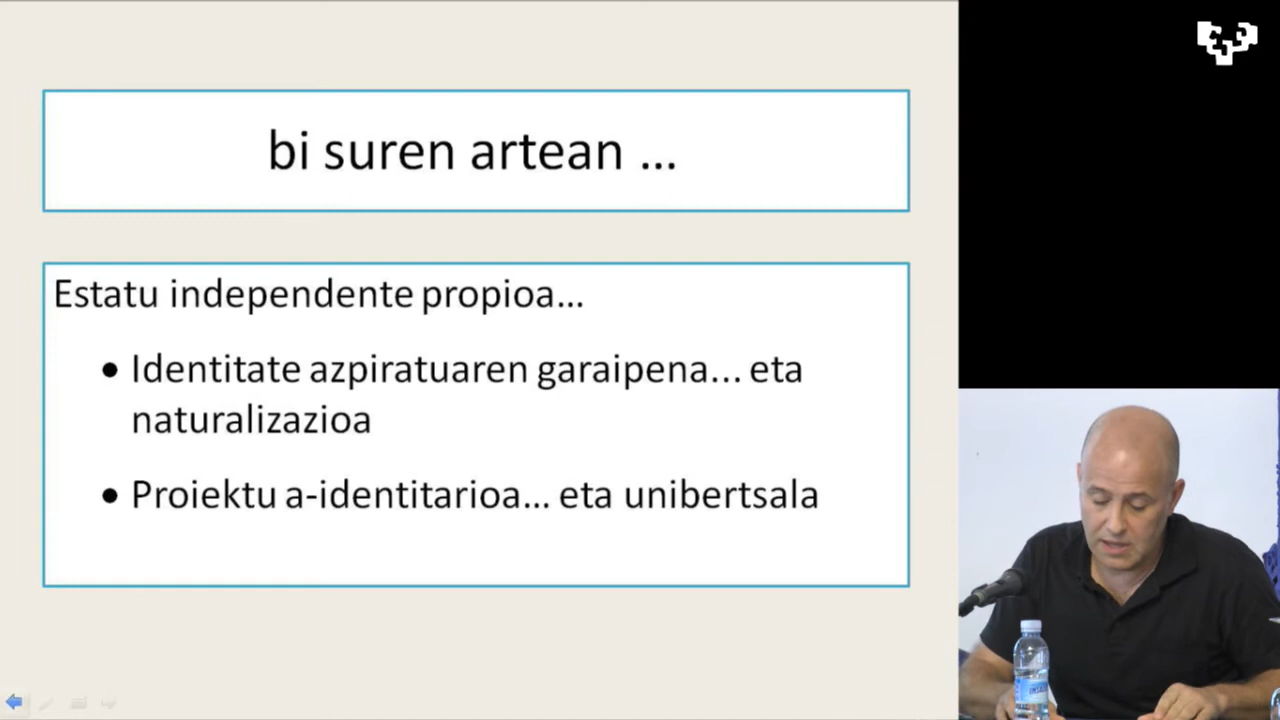 bi suren artean ...
Estatu independente propioa...
• Identitate azpiratuaren garaipena... eta
naturalizazioa
• Proiektu a-identitarioa... eta unibertsala